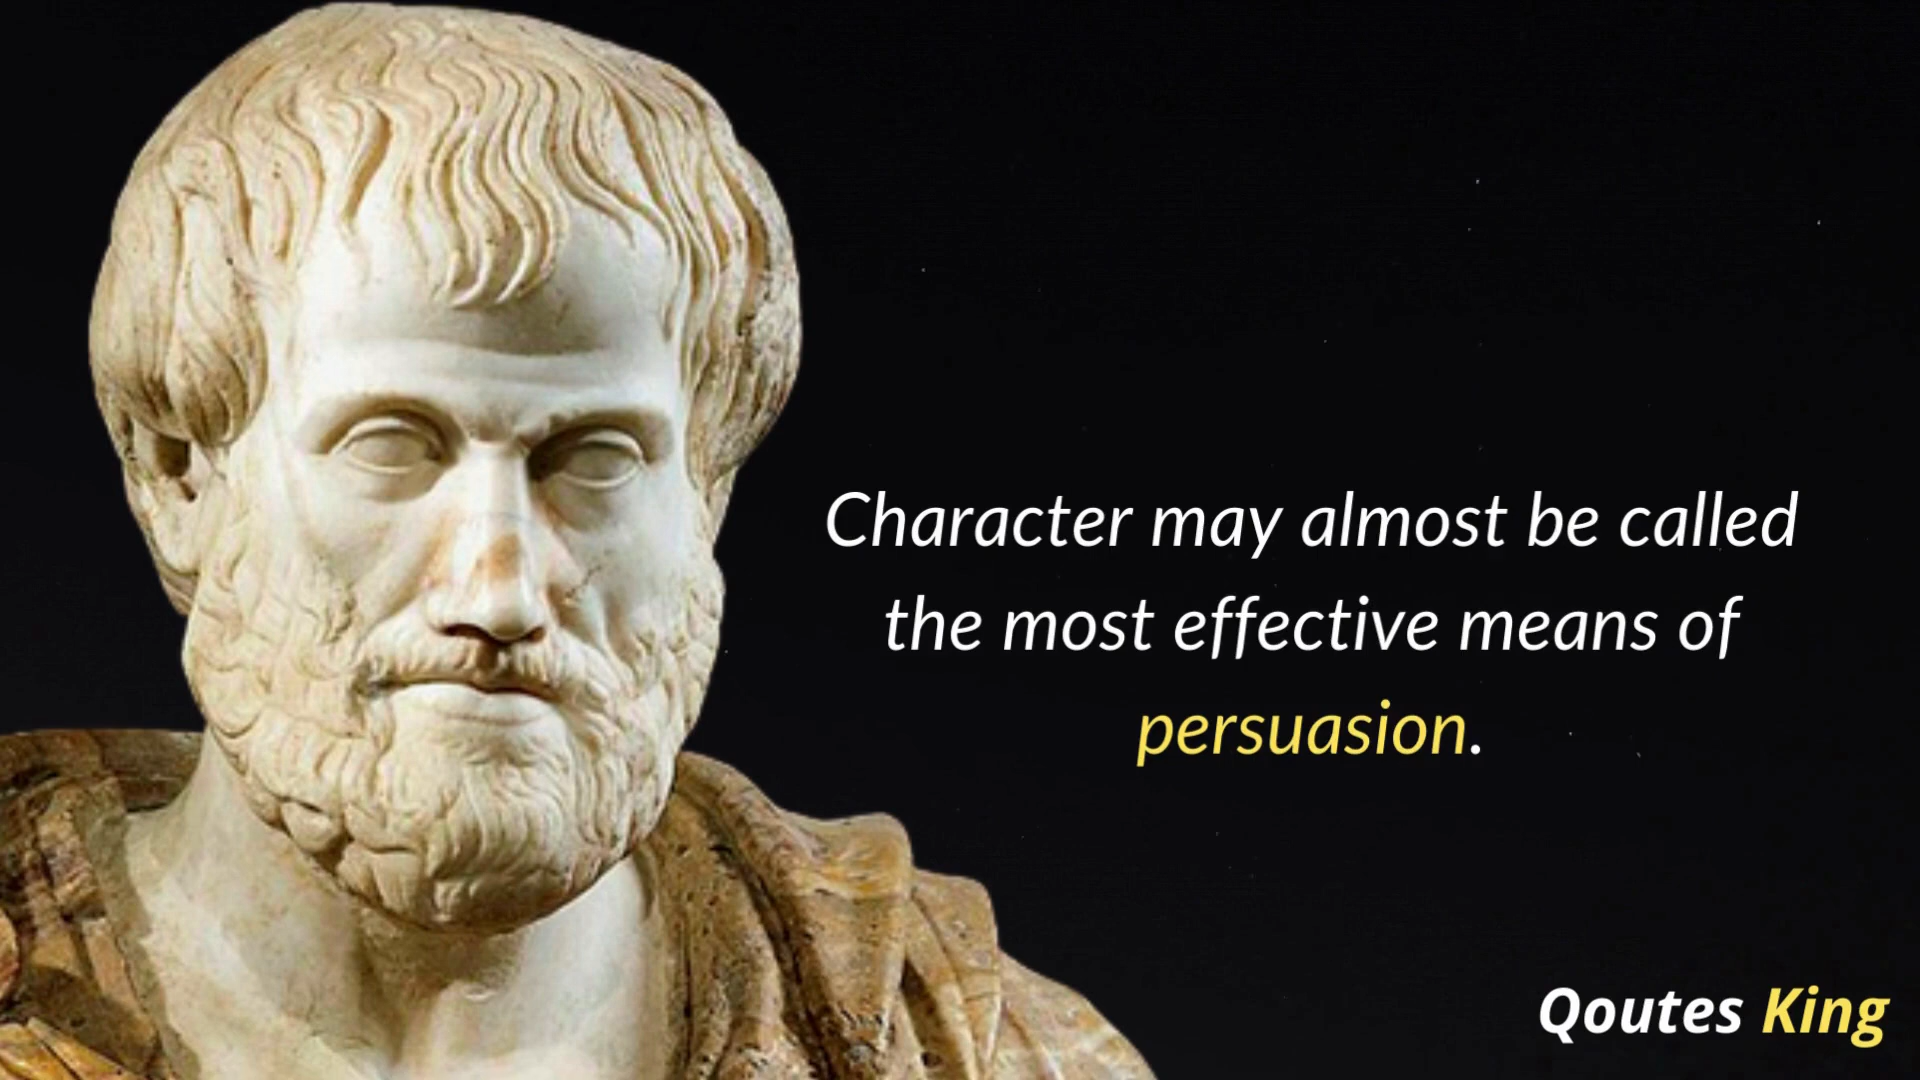 Character may almost be called
the most effective means of
persuasion.
Qoutes King